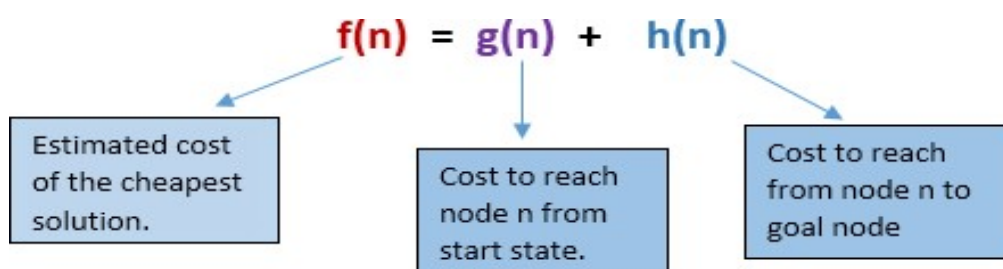 f(n) = g(n) + h(n)
Estimated cost
of the cheapest
solution.
Cost to reach
node n from
start state.
Cost to reach
from node n to
goal node